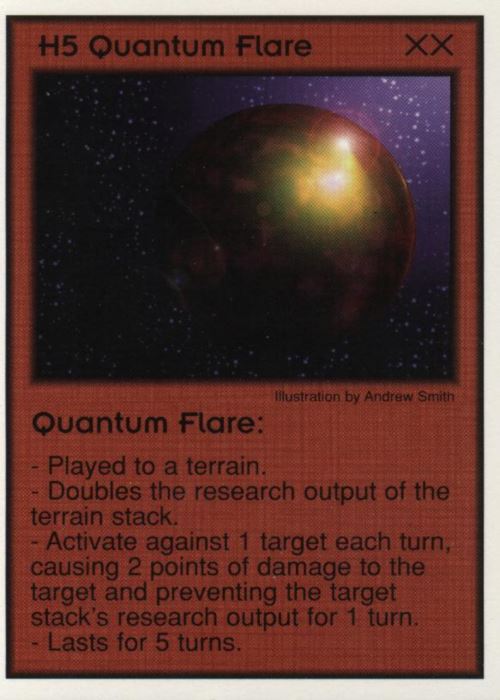 H5 Quantum Flare XX
Illustration by Andrew Smith
Quantum Flare:
- Played to a terrain.
- Doubles the research output of the
terrain stack.
- Activate against 1 target each turn,
causing 2 points of damage to the
target and preventing the target
stack's research output for 1 turn.
- Lasts for 5 turns.